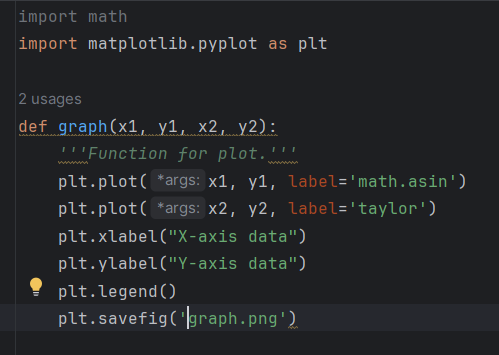 import math
import matplotlib.pyplot as plt
2 usages
def graph(x1, y1, x2, y2):
    '''Function for plot.'''
    plt.plot( *args: x1, y1, label='math.asin')
    plt.plot( *args: x2, y2, label='taylor')
    plt.xlabel("X-axis data")
    plt.ylabel("Y-axis data")
    plt.legend()
    plt.savefig('graph.png')